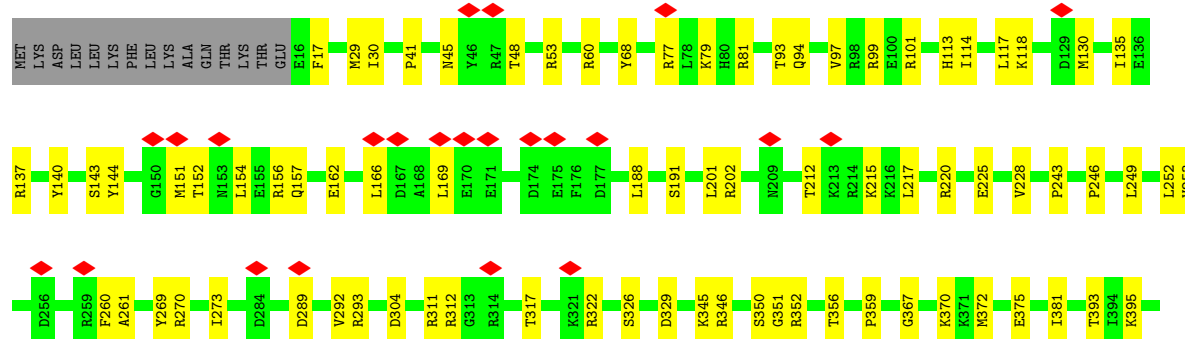 MET LYS ASP LEU LEU LYS PHE LEU LYS ALA GLN THR LYS THR GLU E16 F17 M29 I30 P41 N45 Y46 R47 T48 R53 R60 Y68 R77 L78 K79 H80 R81 T93 Q94 V97 R98 R99 E100 R101 H113 I114 L117 K118 D129 M130 I135 E136
R137 Y140 S143 Y144 G150 M151 T152 N153 L154 E155 R156 Q157 E162 L166 D167 A168 L169 E170 E171 D174 E175 F176 D177 L188 S191 L201 R202 N209 T212 K213 R214 K215 K216 L217 R220 E225 V228 P243 P246 L249 L252
D256 R259 F260 A261 Y269 R270 I273 D284 D289 V292 R293 D304 R311 R312 G313 R314 T317 K321 R322 S326 D329 K345 R346 S350 G351 R352 T356 P359 G367 K370 K371 M372 E375 I381 T393 I394 K395